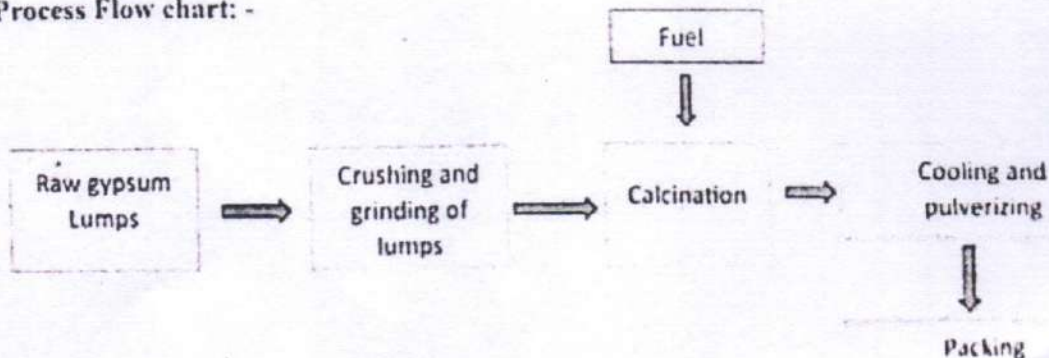 Process Flow chart: -
Fuel
Raw gypsum
Lumps
Crushing and
grinding of
lumps
Calcination
Cooling and
pulverizing
Packing